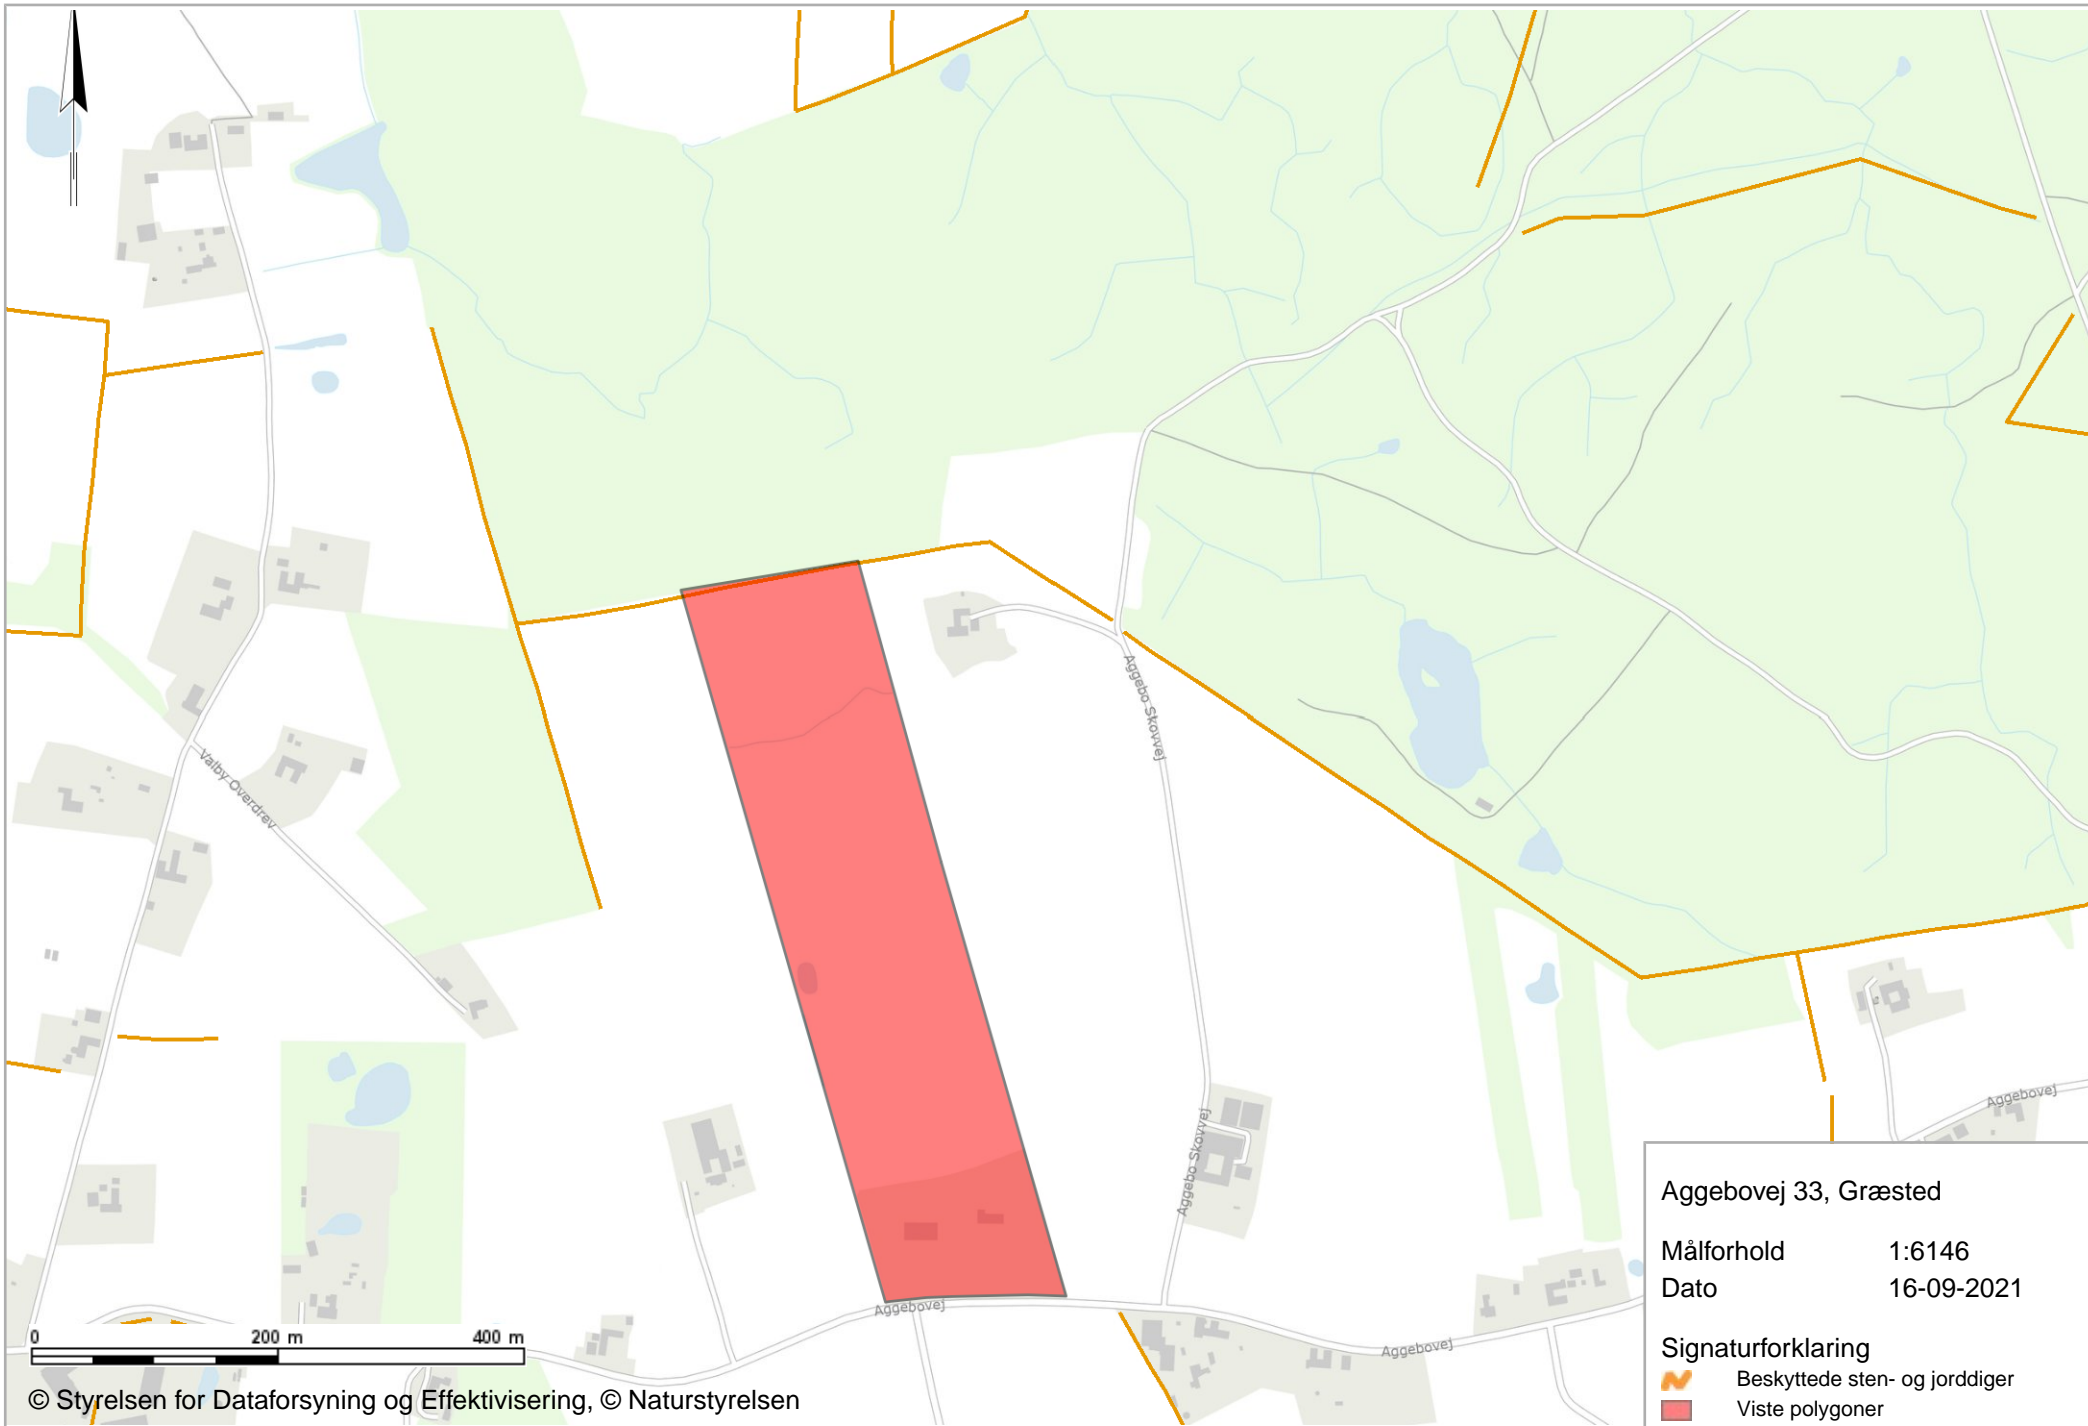 Aggebo Skovvej
Valby Overdrev
Aggebo Skovvej
Aggebovej
Aggebovej
Aggebovej
Aggebovej 33, Græsted
Målforhold 1:6146
Dato 16-09-2021
Signaturforklaring
Beskyttede sten- og jorddiger
Viste polygoner
0 200 m 400 m
© Styrelsen for Dataforsyning og Effektivisering, © Naturstyrelsen